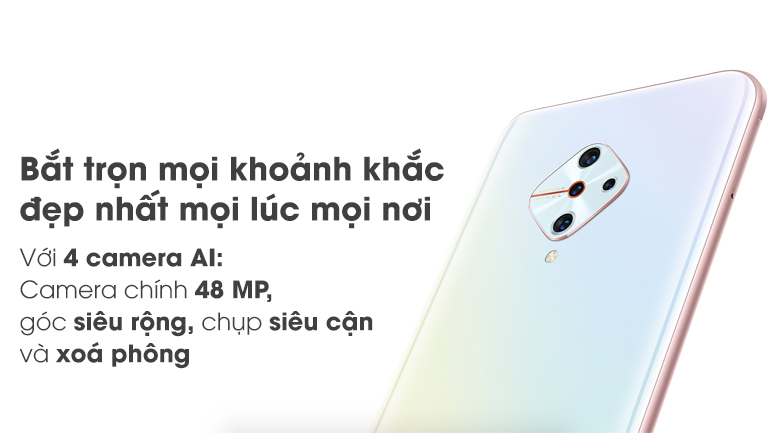 Bắt trọn mọi khoảnh khắc
đẹp nhất mọi lúc mọi nơi
Với 4 camera AI:
Camera chính 48 MP,
góc siêu rộng, chụp siêu cận
và xoá phông